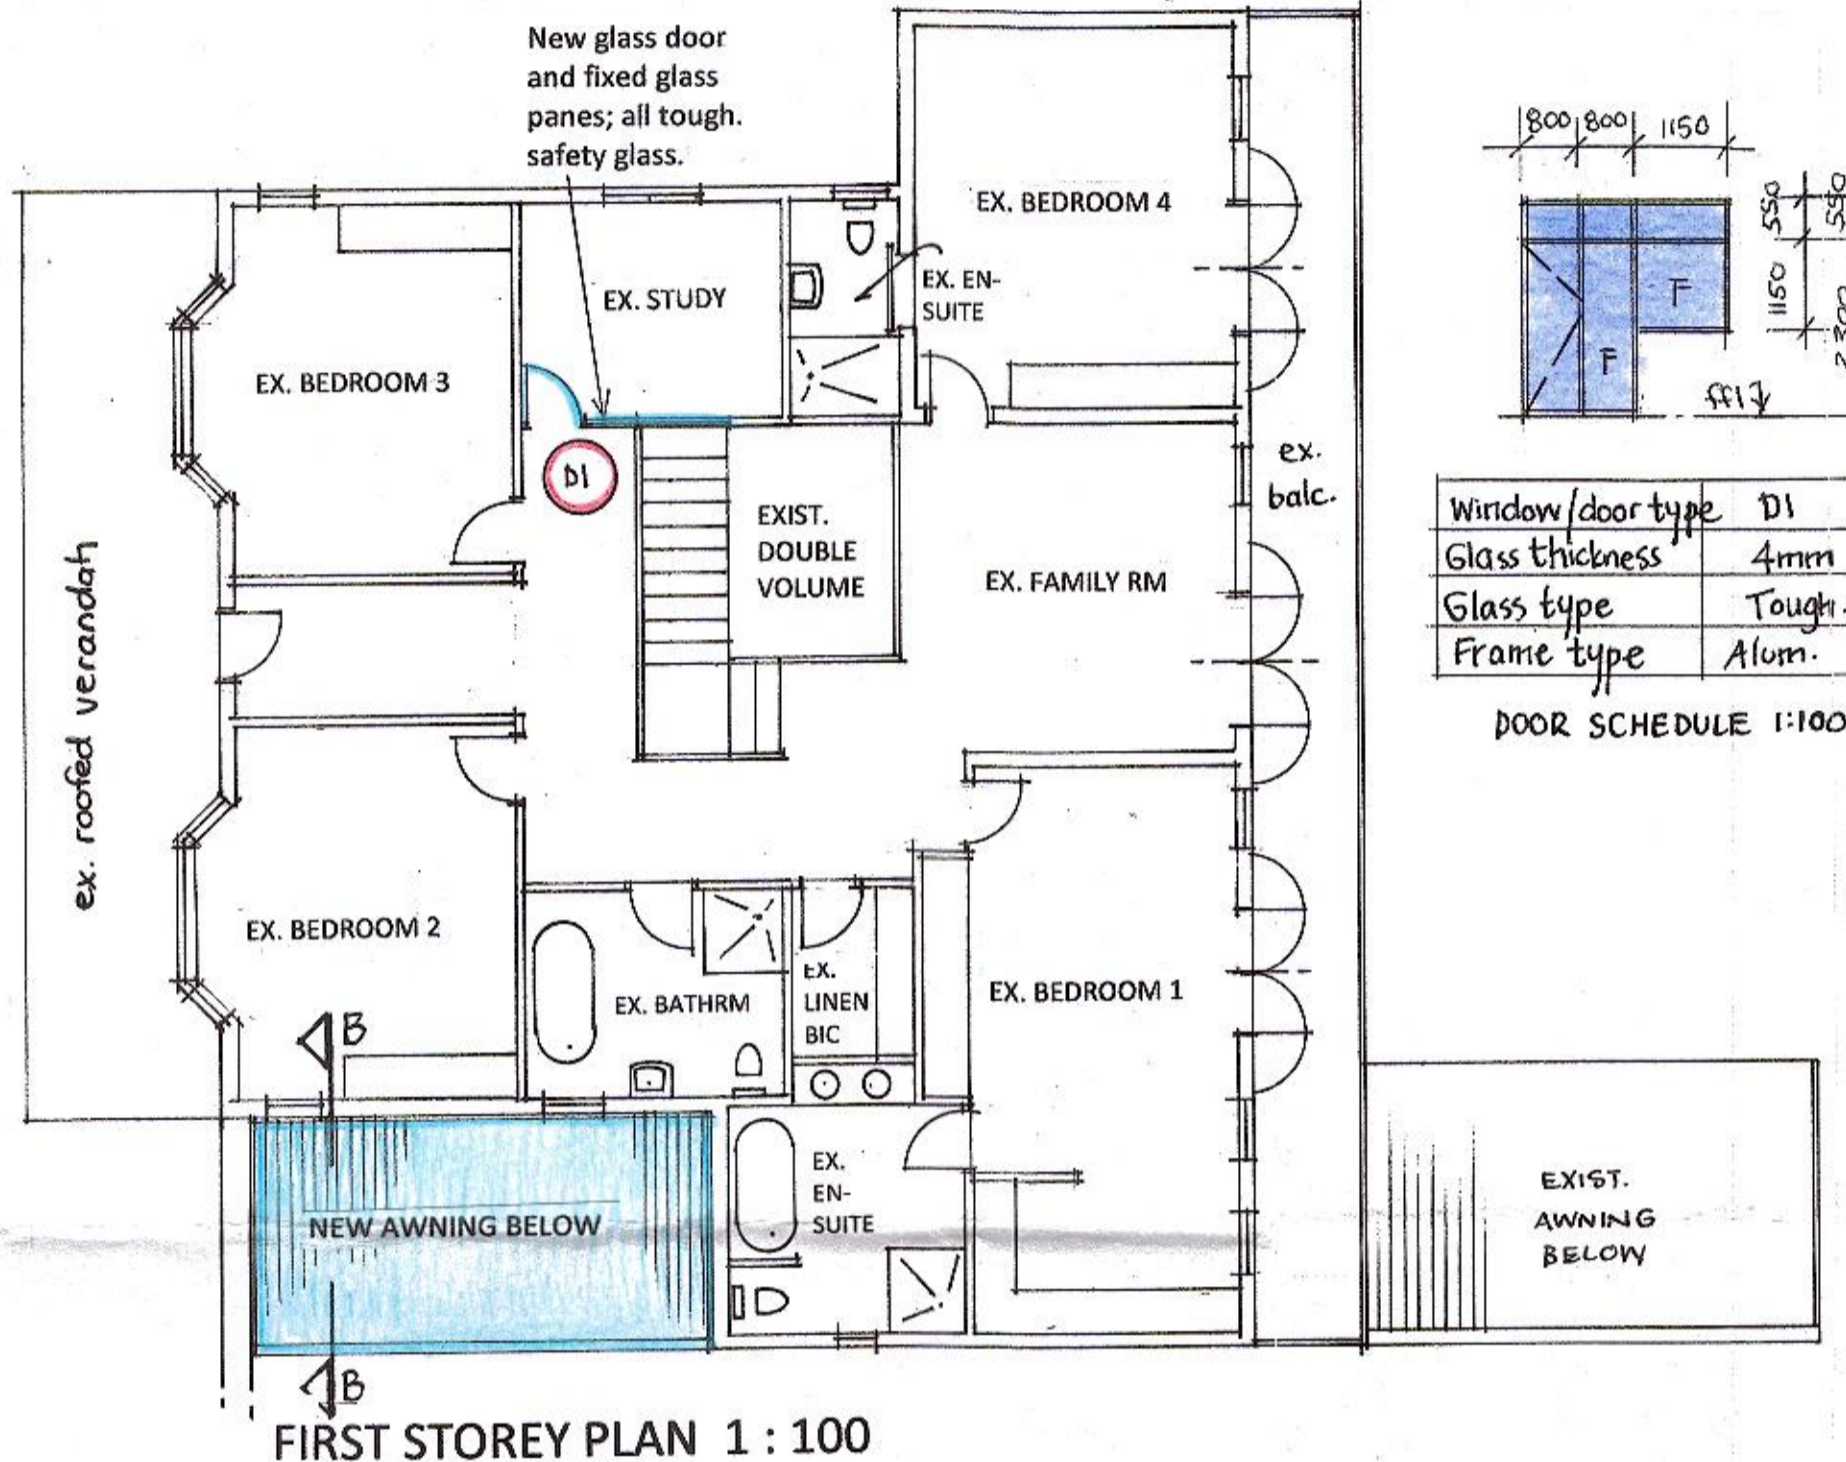 New glass door
and fixed glass
panes; all tough.
safety glass.
800 800 1150
EX. BEDROOM 4
550
550
EX. STUDY
EX. EN-
SUITE
1150
2300
F
F
ffl
EX. BEDROOM 3
D1
ex.
balc.
EXIST.
DOUBLE
VOLUME
EX. FAMILY RM
Window/door type D1
Glass thickness 4mm
Glass type Tough.
Frame type Alum.
DOOR SCHEDULE 1:100
ex. roofed verandah
EX. BEDROOM 2
EX. BATHRM
EX.
LINEN
BIC
EX. BEDROOM 1
B
NEW AWNING BELOW
EX.
EN-
SUITE
EXIST.
AWNING
BELOW
B
FIRST STOREY PLAN 1 : 100